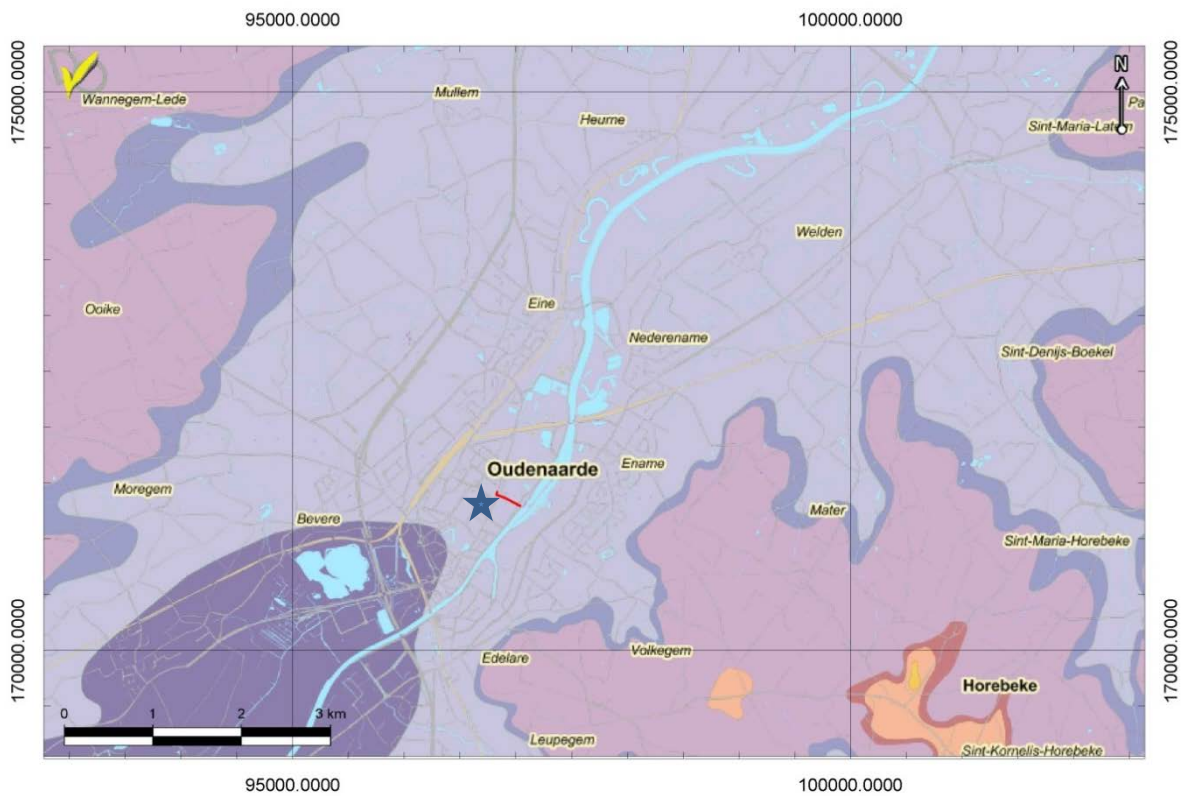 95000.0000 100000.0000
175000.0000
175000.0000
N
Wannegem-Lede
Mullem
Heurne
Pa
Sint-Maria-Latem
Welden
Ooike
Eine
Nederename
Sint-Denijs-Boekel
Oudenaarde
Ename
Moregem
Bevere
Mater
Sint-Maria-Horebeke
170000.0000
170000.0000
Edelare
Volkegem
Horebeke
0 1 2 3 km
Leupegem
Sint-Kornelis-Horebeke
95000.0000 100000.0000